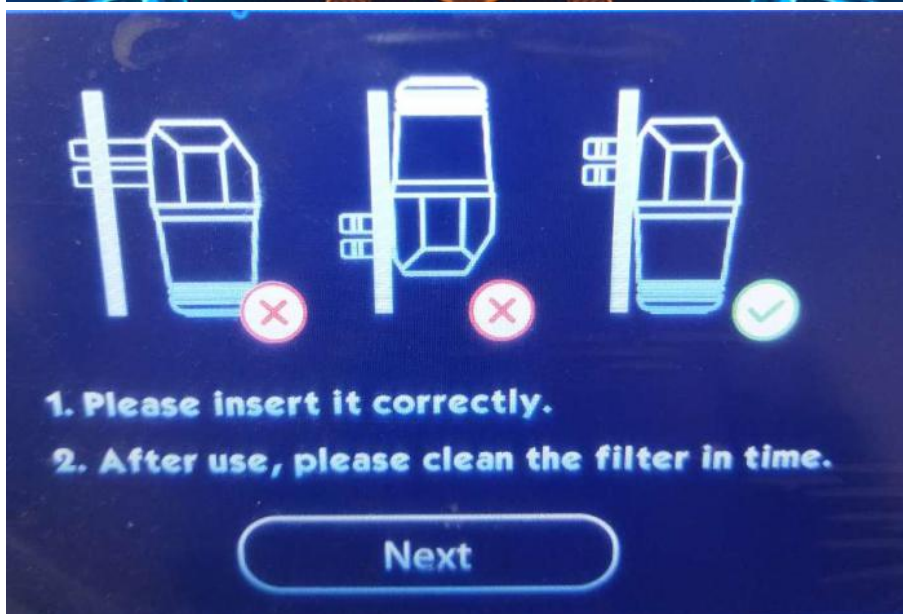 1. Please insert it correctly.
2. After use, please clean the filter in time.
Next